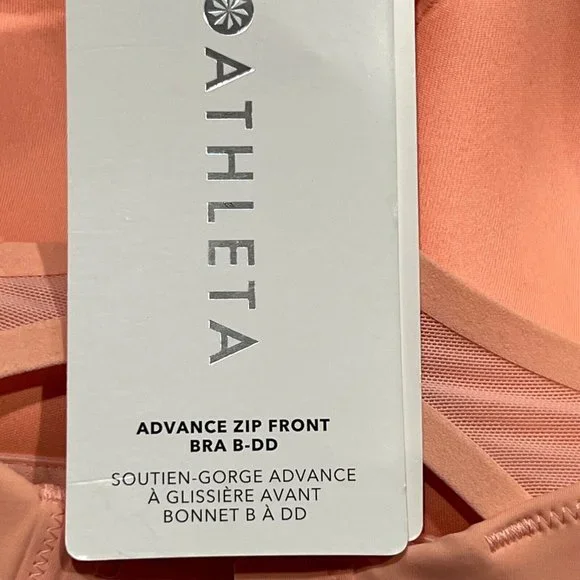 ATHLETA
ADVANCE ZIP FRONT
BRA B-DD
SOUTIEN-GORGE ADVANCE
À GLISSIÈRE AVANT
BONNET B À DD